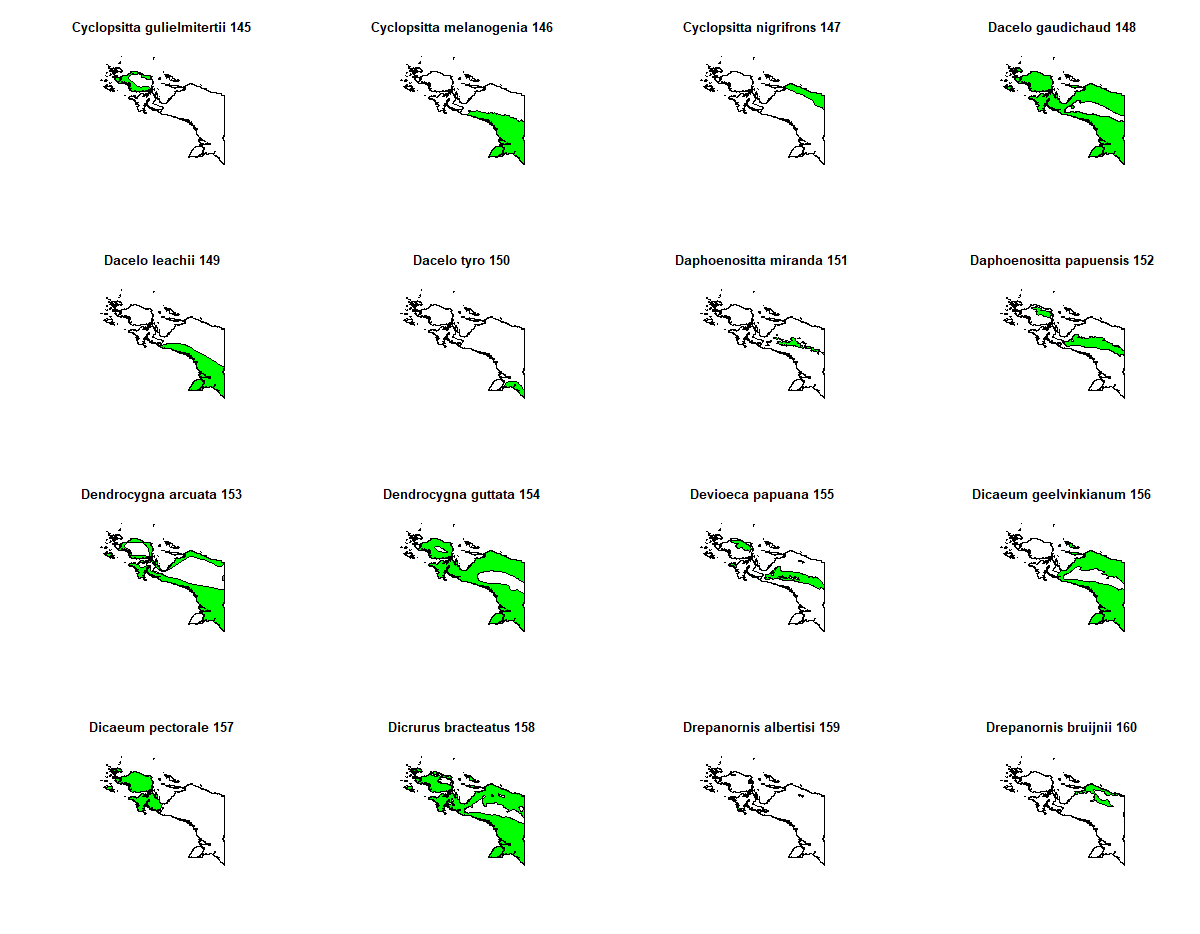 Cyclopsitta gulielmitertii 145
Cyclopsitta melanogenia 146
Cyclopsitta nigrifrons 147
Dacelo gaudichaud 148
Dacelo leachii 149
Dacelo tyro 150
Daphoenositta miranda 151
Daphoenositta papuensis 152
Dendrocygna arcuata 153
Dendrocygna guttata 154
Devioeca papuana 155
Dicaeum geelvinkianum 156
Dicaeum pectorale 157
Dicrurus bracteatus 158
Drepanornis albertisi 159
Drepanornis bruijnii 160